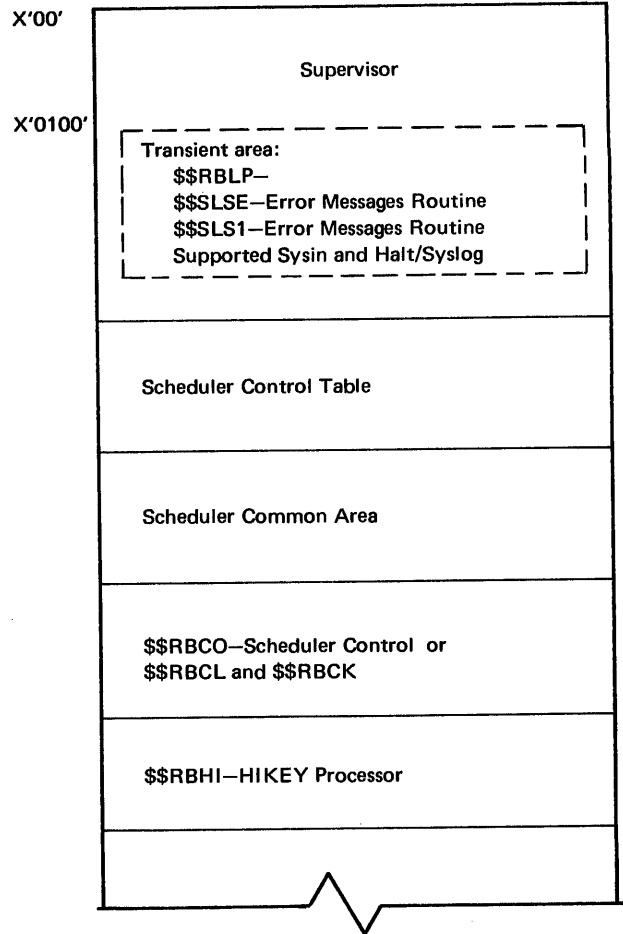 X'00'
Supervisor
X'0100'
Transient area:
$$RBLP—
$$SLSE—Error Messages Routine
$$SLS1—Error Messages Routine
Supported Sysin and Halt/Syslog
Scheduler Control Table
Scheduler Common Area
$$RBCO—Scheduler Control or
$$RBCL and $$RBCK
$$RBHI—HIKEY Processor